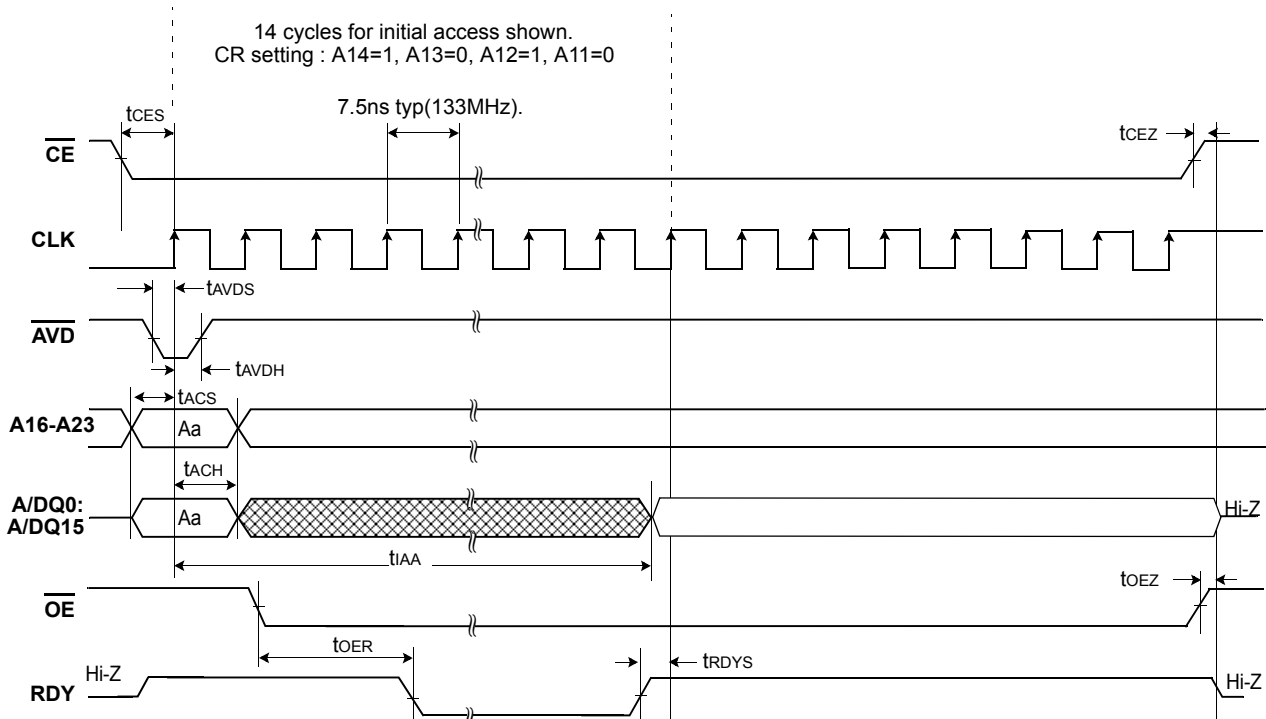 14 cycles for initial access shown.
CR setting : A14=1, A13=0, A12=1, A11=0
7.5ns typ(133MHz).
tCES
tCEZ
CE
CLK
tAVDS
AVD
tAVDH
tACS
A16-A23
Aa
tACH
A/DQ0:
A/DQ15
Aa
Hi-Z
tIAA
tOEZ
OE
tOER
tRDYS
Hi-Z
Hi-Z
RDY